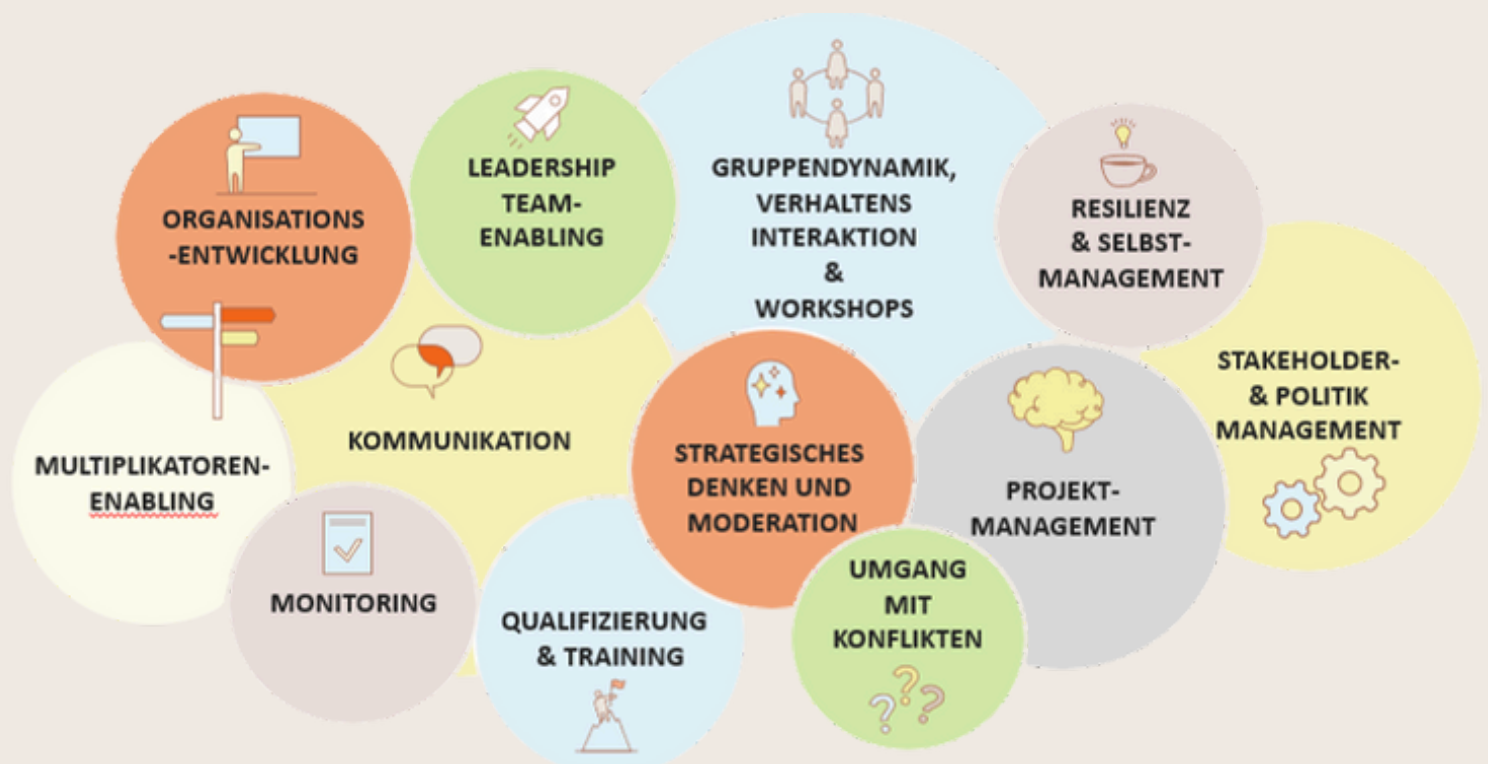 ORGANISATIONS
-ENTWICKLUNG
LEADERSHIP
TEAM-
ENABLING
GRUPPENDYNAMIK,
VERHALTENS
INTERAKTION
&
WORKSHOPS
RESILIENZ
& SELBST-
MANAGEMENT
STAKEHOLDER-
& POLITIK
MANAGEMENT
MULTIPLIKATOREN-
ENABLING
KOMMUNIKATION
STRATEGISCHES
DENKEN UND
MODERATION
PROJEKT-
MANAGEMENT
MONITORING
QUALIFIZIERUNG
& TRAINING
UMGANG
MIT
KONFLIKTEN
???